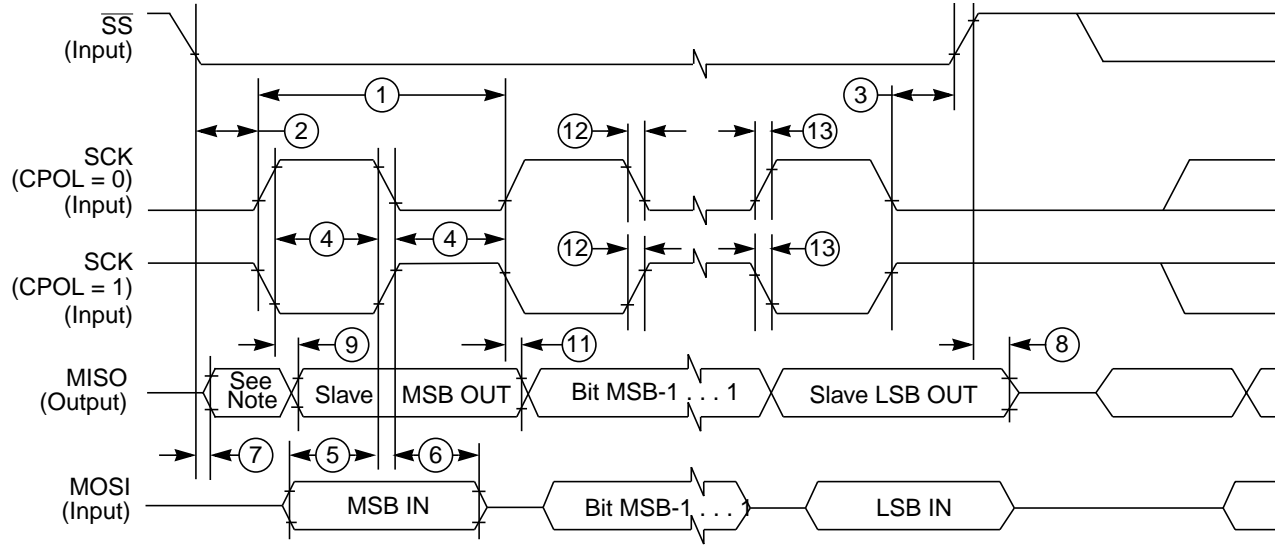 SS
(Input)
1
3
2
12
13
SCK
(CPOL = 0)
(Input)
4
4
SCK
(CPOL = 1)
(Input)
12
13
9
11
8
MISO
(Output)
See
Note
Slave
MSB OUT
Bit MSB-1 . . . 1
Slave LSB OUT
7
5
6
MOSI
(Input)
MSB IN
Bit MSB-1 . . . 1
LSB IN